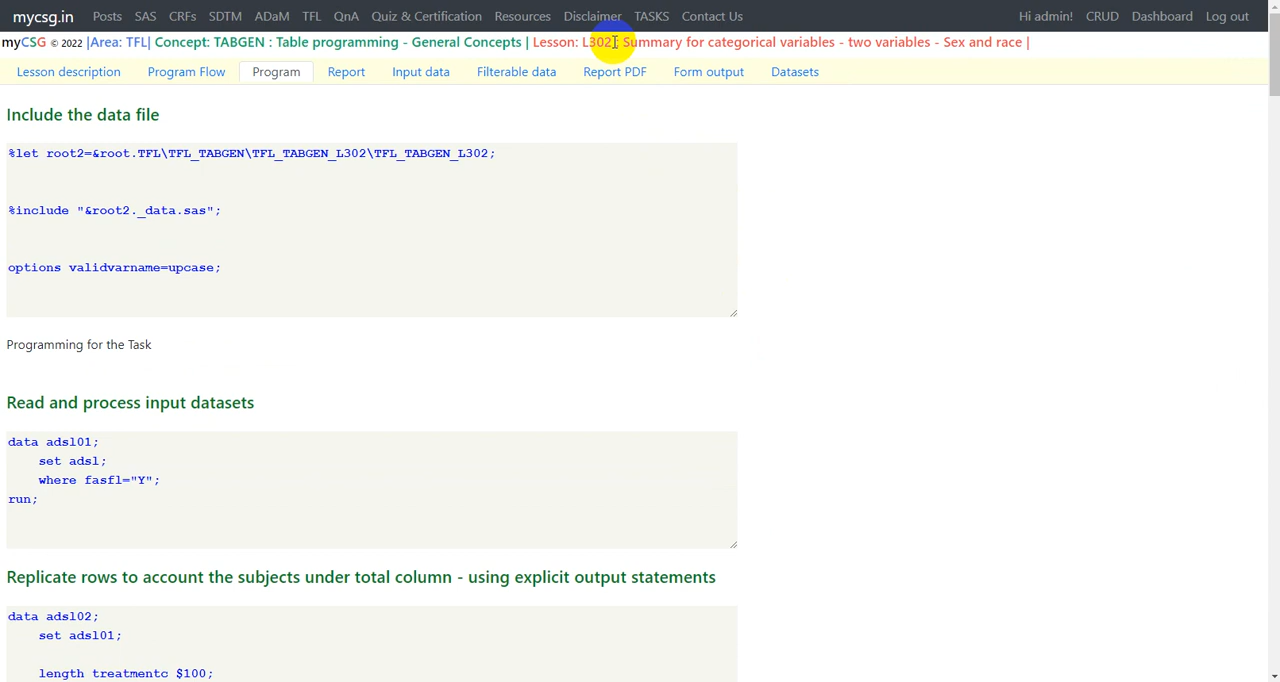 mycsg.in Posts SAS CRFs SDTM ADaM TFL QnA Quiz & Certification Resources Disclaimer TASKS Contact Us Hi admin! CRUD Dashboard Log out
myCSG © 2022 |Area: TFL| Concept: TABGEN : Table programming - General Concepts | Lesson: L302: Summary for categorical variables - two variables - Sex and race |
Lesson description Program Flow Program Report Input data Filterable data Report PDF Form output Datasets
Include the data file
%let root2=&root.TFL\TFL_TABGEN\TFL_TABGEN_L302\TFL_TABGEN_L302;
%include "&root2._data.sas";
options validvarname=upcase;
Programming for the Task
Read and process input datasets
data adsl01;
set adsl;
where fasfl="Y";
run;
Replicate rows to account the subjects under total column - using explicit output statements
data adsl02;
set adsl01;
length treatmentc $100;